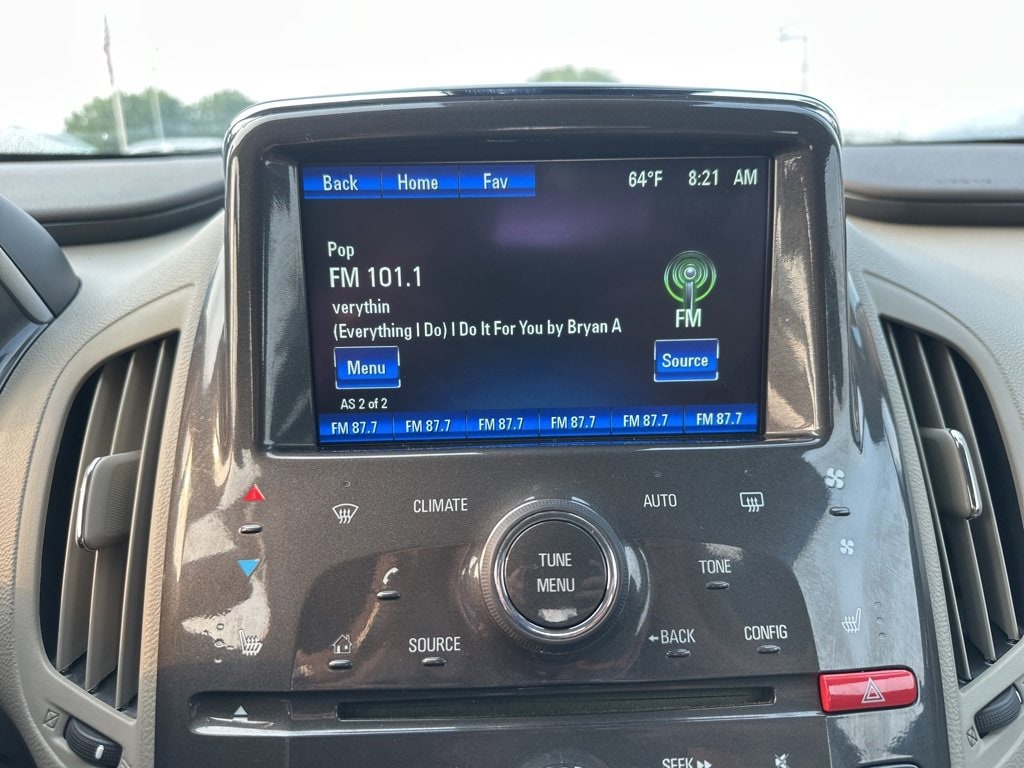 Back Home Fav 64°F 8:21 AM
Pop
FM 101.1
verythin
(Everything I Do) I Do It For You by Bryan A
FM
Menu Source
AS 2 of 2
FM 87.7 FM 87.7 FM 87.7 FM 87.7 FM 87.7 FM 87.7
CLIMATE AUTO
TUNE
MENU
TONE
SOURCE BACK CONFIG
SEEK